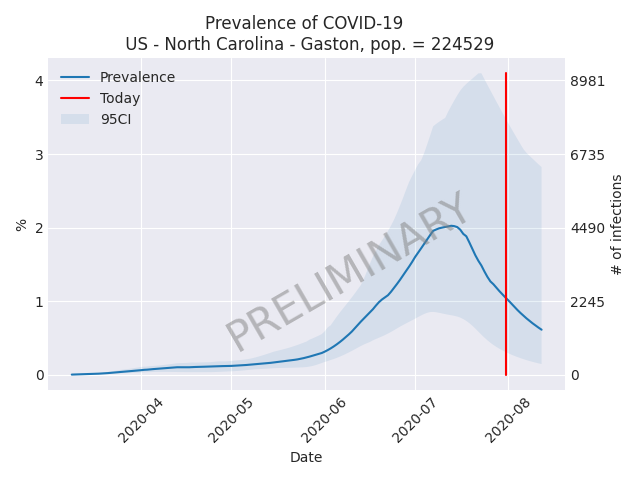 Prevalence of COVID-19
US - North Carolina - Gaston, pop. = 224529
Prevalence
Today
95CI
4
3
2
1
0
%
8981
6735
4490
2245
0
# of infections
PRELIMINARY
2020-04
2020-05
2020-06
2020-07
2020-08
Date